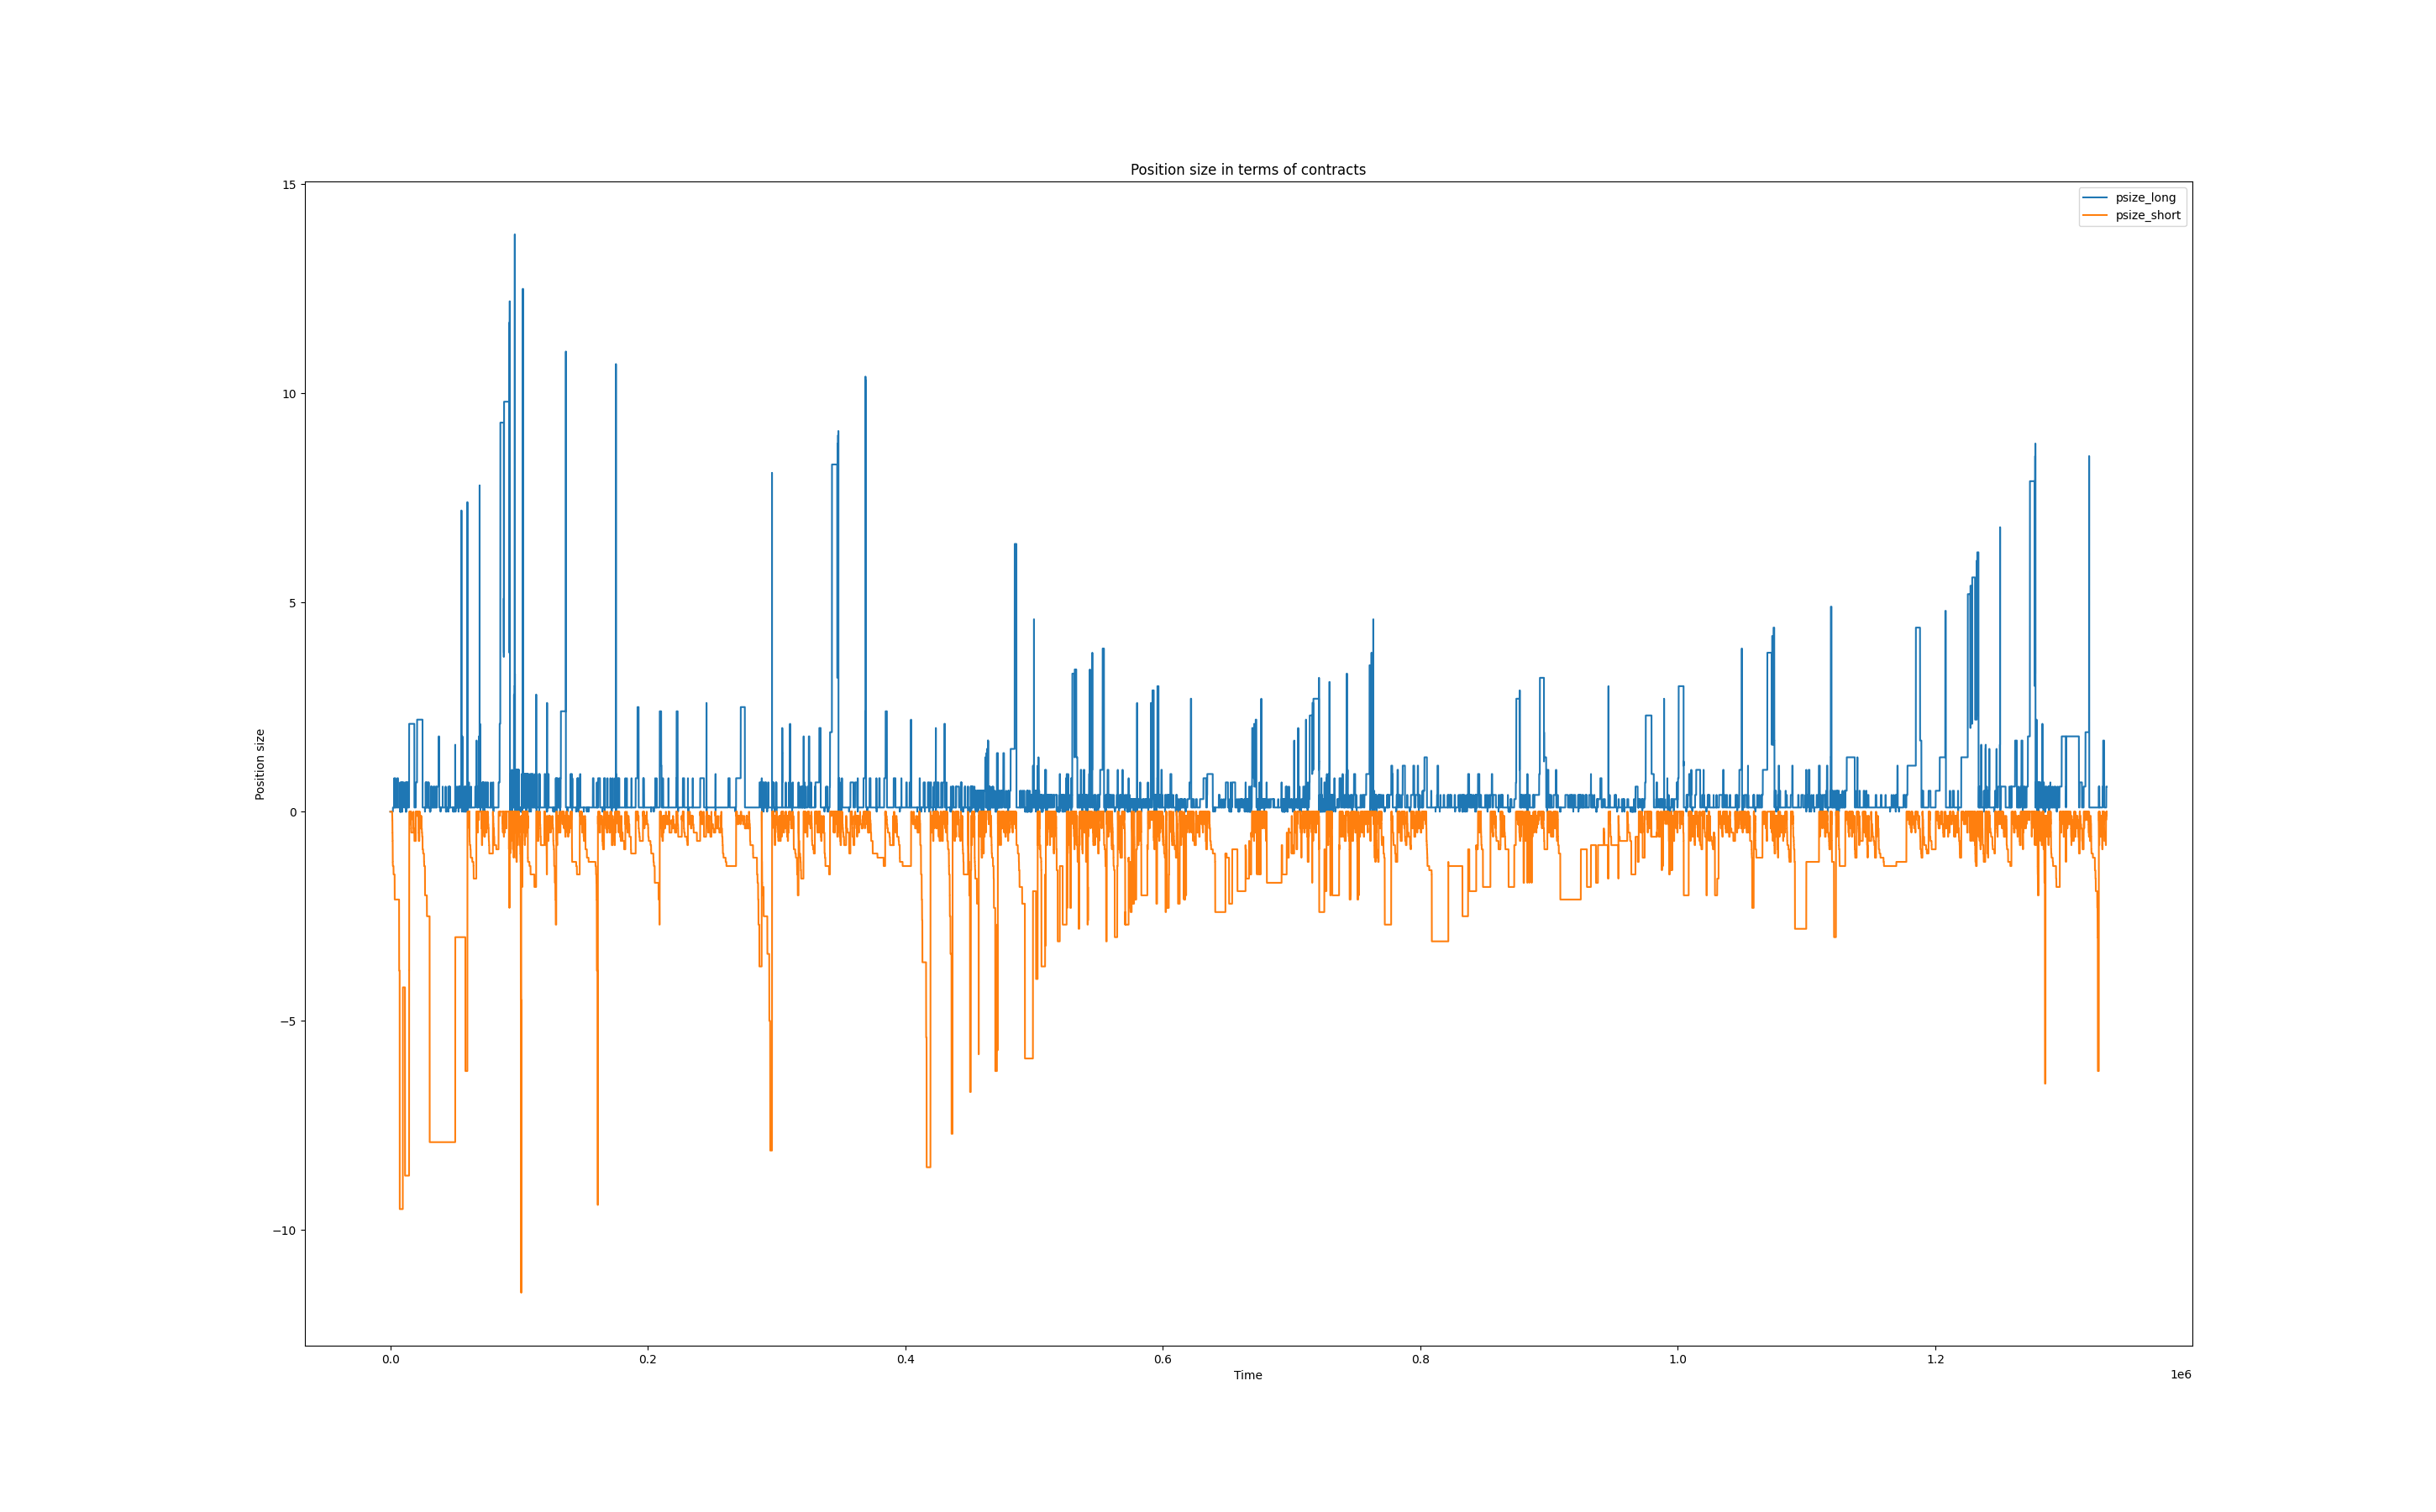 Position size in terms of contracts
psize_long
psize_short
15
10
5
0
−5
−10
Position size
0.0
0.2
0.4
0.6
0.8
1.0
1.2
1e6
Time